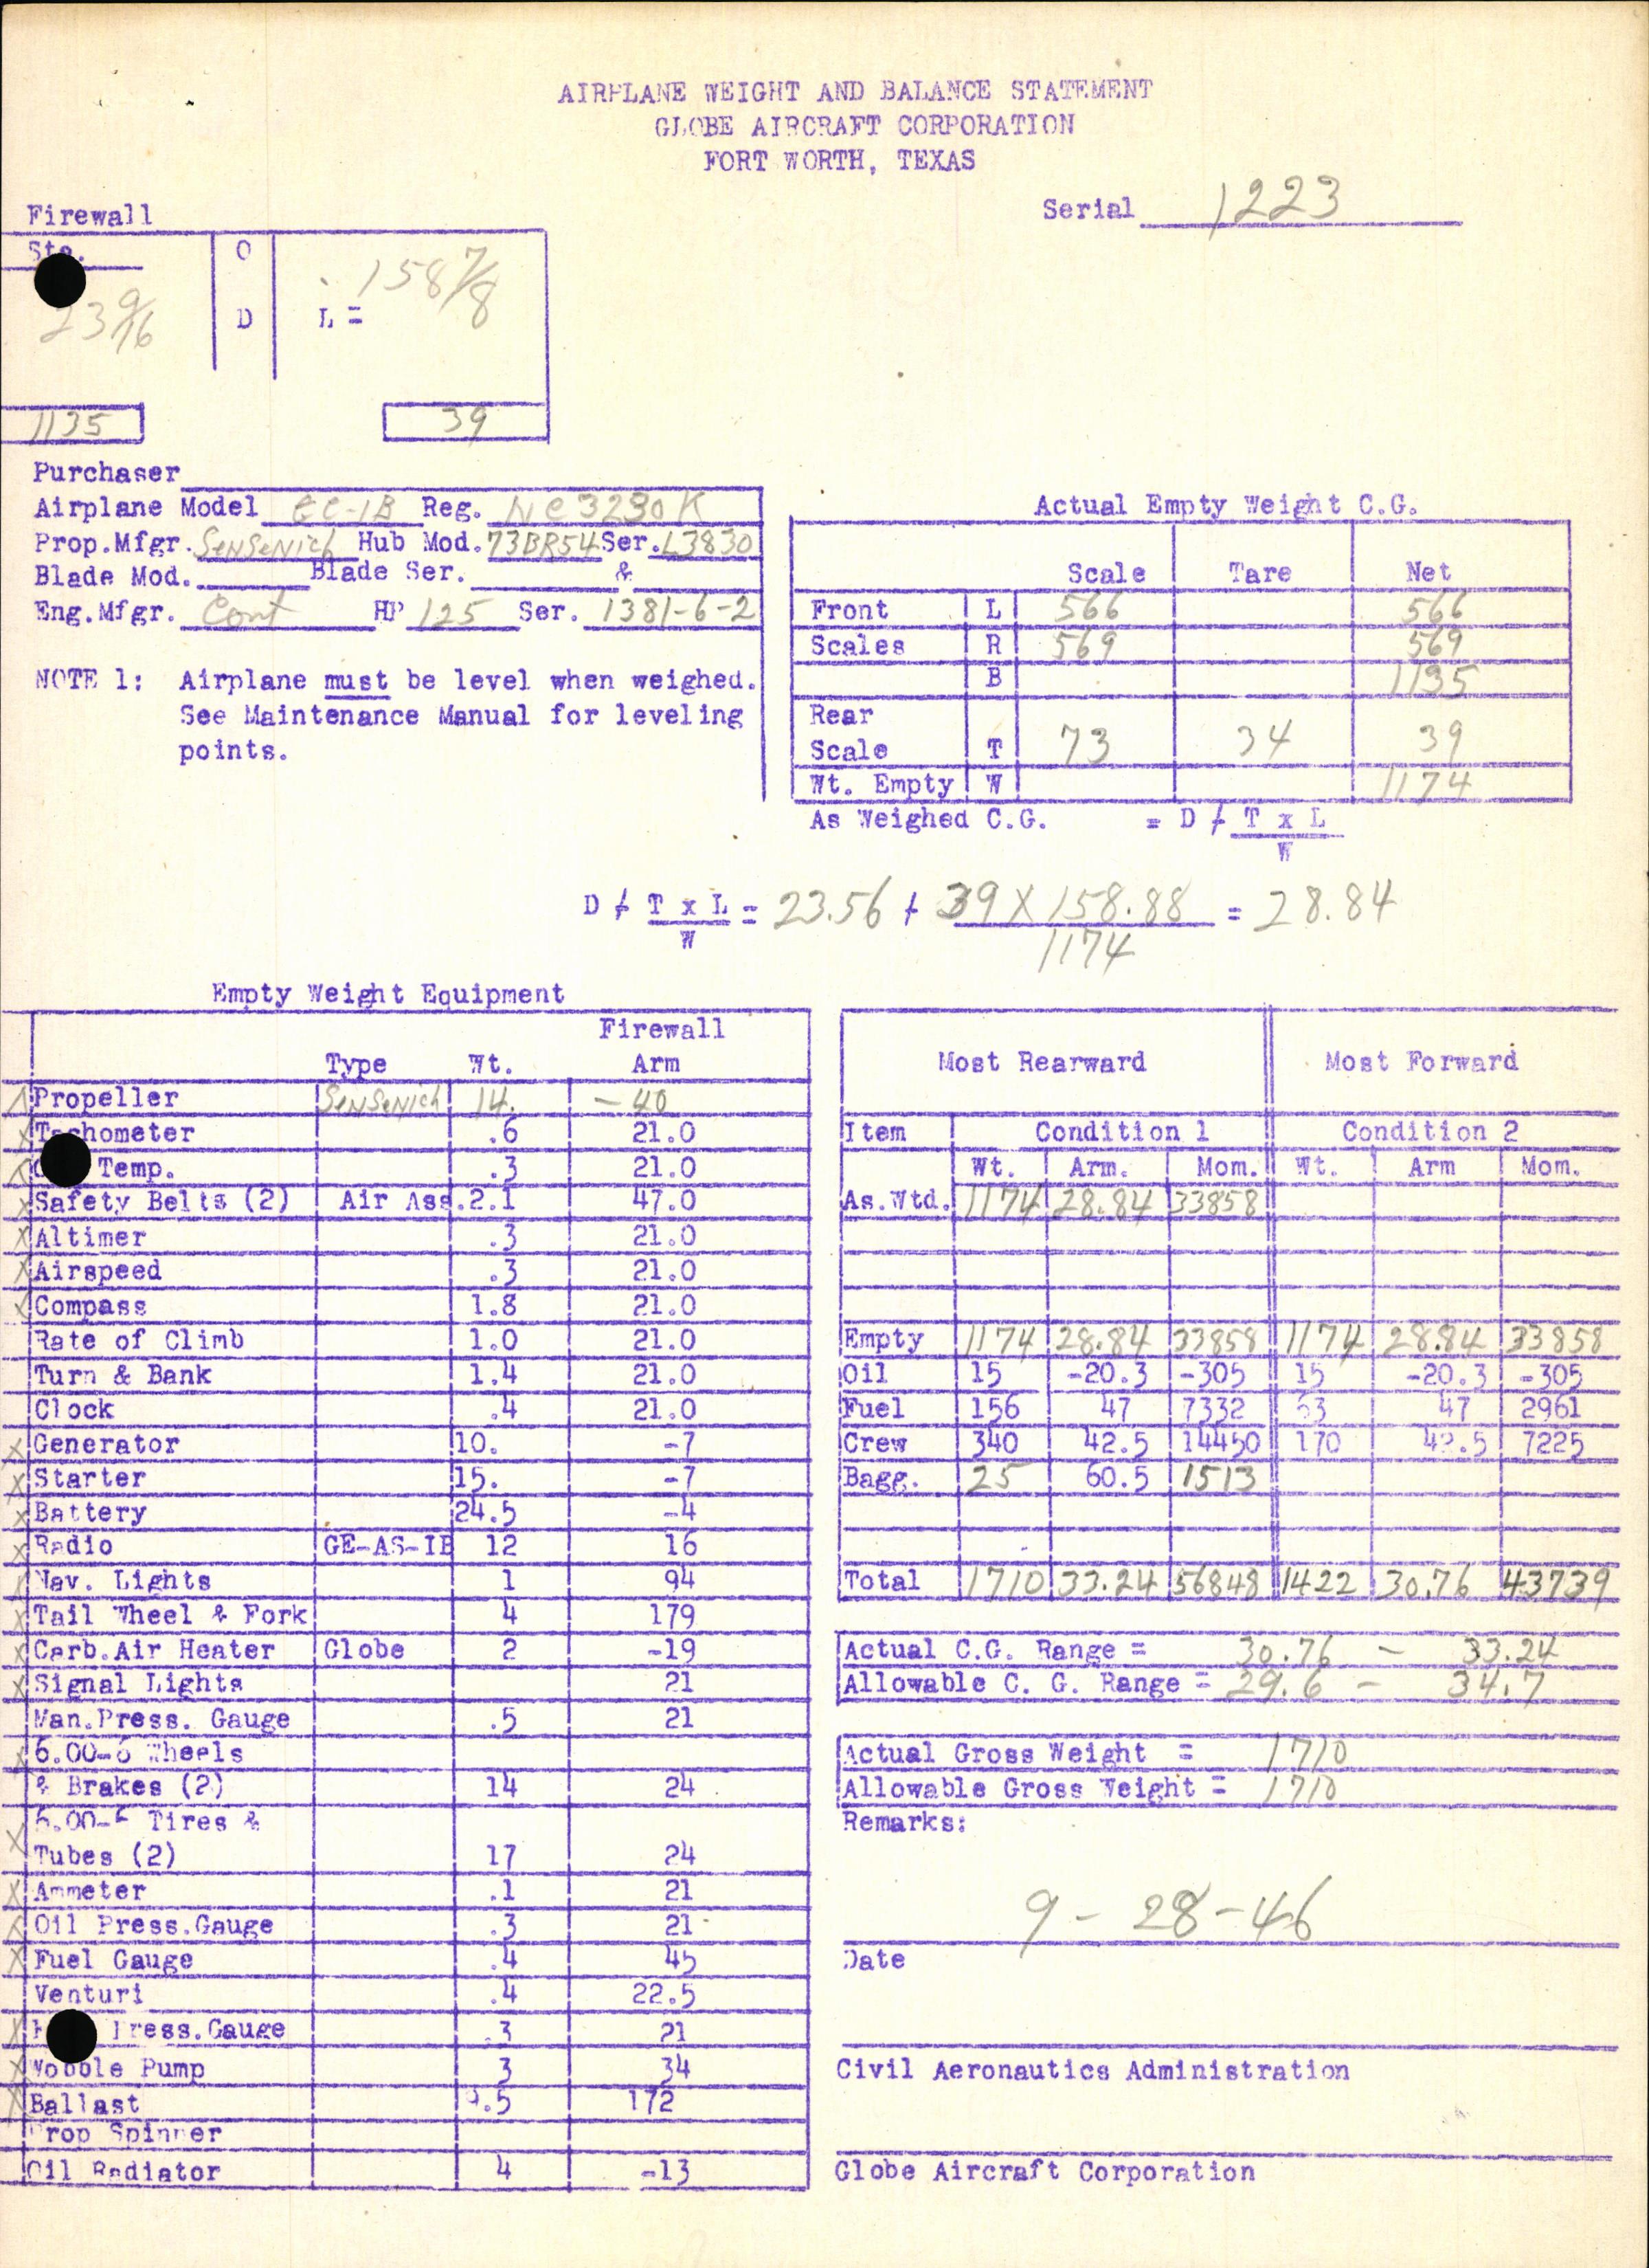 AIRPLANE WEIGHT AND BALANCE STATEMENT
GLOBE AIRCRAFT CORPORATION
FORT WORTH, TEXAS
Serial 1223
Firewall
Sta. 0
23 9/16 D L = 158 7/8
1135 39
Purchaser
Airplane Model GC-1B Reg. NC3230K
Prop.Mfgr. SENSENich Hub Mod. 73BR54 Ser. L3830
Blade Mod. Blade Ser. &
Eng.Mfgr. Cont HP 125 Ser. 1381-6-2
NOTE 1: Airplane must be level when weighed.
See Maintenance Manual for leveling
points.
Actual Empty Weight C.G.
Scale Tare Net
Front L 566 566
Scales R 569 569
B 1135
Rear
Scale T 73 34 39
Wt. Empty W 1174
As Weighed C.G. = D / T x L
W
D / T x L = 23.56 + 39 X 158.88 = 28.84
W 1174
Empty Weight Equipment
Firewall
Type Wt. Arm
Propeller SENSENich 14. -40
Tachometer .6 21.0
Temp. .3 21.0
Safety Belts (2) Air Ass. 2.1 47.0
Altimer .3 21.0
X Airspeed .3 21.0
X Compass 1.8 21.0
Rate of Climb 1.0 21.0
Turn & Bank 1.4 21.0
Clock .4 21.0
X Generator 10. -7
X Starter 15. -7
X Battery 24.5 -4
X Radio GE-AS-IB 12 16
Nav. Lights 1 94
X Tail Wheel & Fork 4 179
X Carb.Air Heater Globe 2 -19
X Signal Lights 21
Man.Press. Gauge .5 21
X 6.00-6 Wheels
& Brakes (2) 14 24
X 6.00-6 Tires &
Tubes (2) 17 24
X Ammeter .1 21
X Oil Press.Gauge .3 21
X Fuel Gauge .4 45
Venturi .4 22.5
X Press.Gauge .3 21
X Wobble Pump 3 34
X Ballast .5 172
Prop Spinner
Oil Radiator 4 -13
Most Rearward Most Forward
Item Condition 1 Condition 2
Wt. Arm. Mom. Wt. Arm Mom.
As.Wtd. 1174 28.84 33858
Empty 1174 28.84 33858 1174 28.84 33858
Oil 15 -20.3 -305 15 -20.3 -305
Fuel 156 47 7332 63 47 2961
Crew 340 42.5 14450 170 42.5 7225
Bagg. 25 60.5 1513
Total 1710 33.24 56848 1422 30.76 43739
Actual C.G. Range = 30.76 - 33.24
Allowable C. G. Range = 29.6 - 34.7
Actual Gross Weight = 1710
Allowable Gross Weight = 1710
Remarks:
9-28-46
Date
Civil Aeronautics Administration
Globe Aircraft Corporation